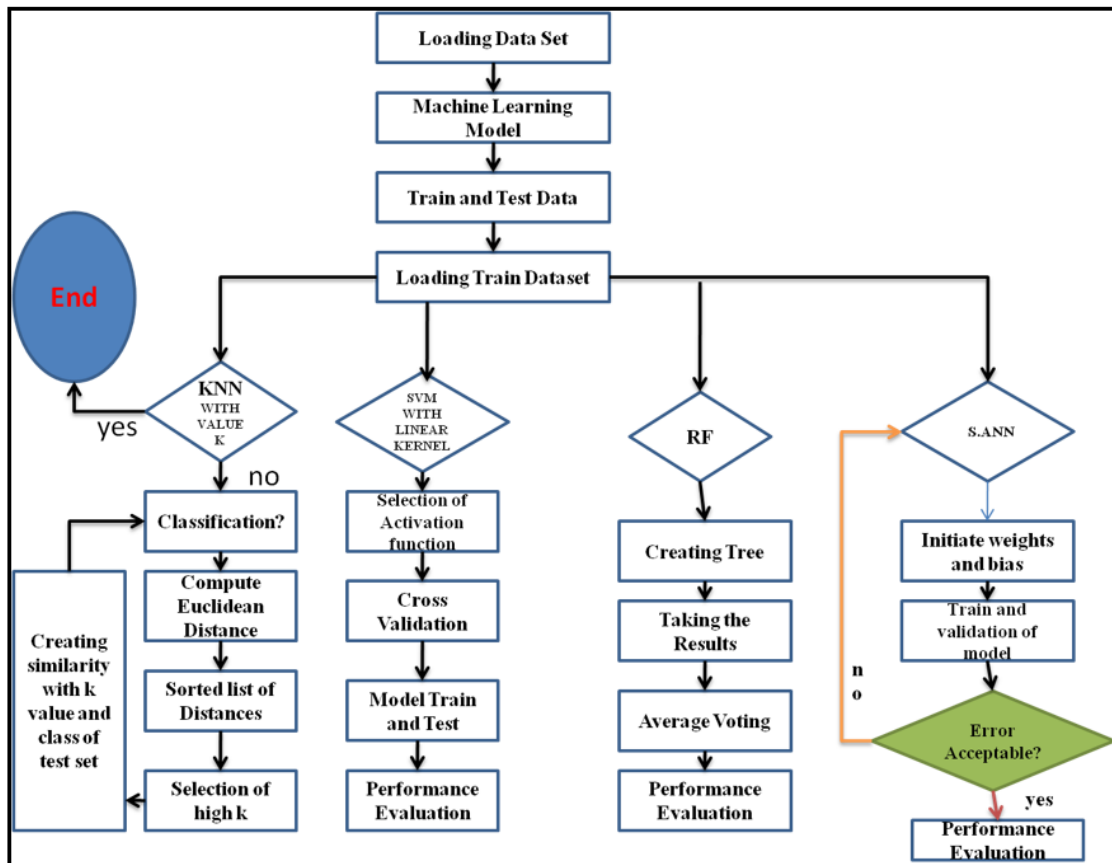 Loading Data Set
Machine Learning
Model
Train and Test Data
Loading Train Dataset
End
KNN
WITH
VALUE
K
yes
no
Classification?
Compute
Euclidean
Distance
Sorted list of
Distances
Selection of
high k
Creating
similarity
with k
value and
class of
test set
SVM
WITH
LINEAR
KERNEL
Selection of
Activation
function
Cross
Validation
Model Train
and Test
Performance
Evaluation
RF
Creating Tree
Taking the
Results
Average Voting
Performance
Evaluation
S.ANN
Initiate weights
and bias
Train and
validation of
model
Error
Acceptable?
n
o
yes
Performance
Evaluation